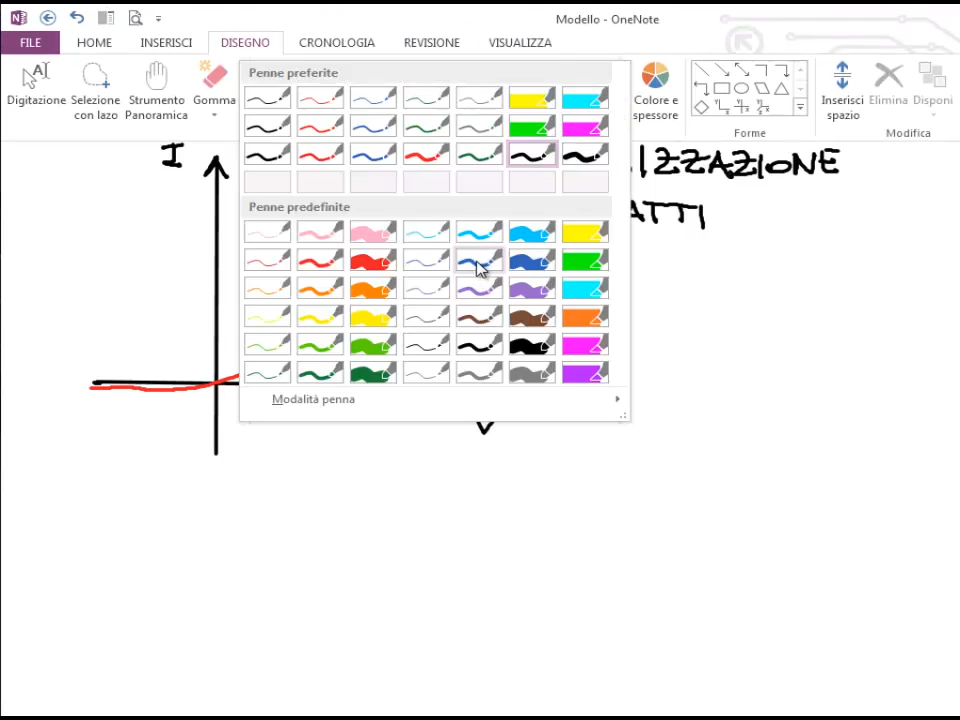 Modello - OneNote
FILE HOME INSERISCI DISEGNO CRONOLOGIA REVISIONE VISUALIZZA
Digitazione
Selezione con lazo
Strumento Panoramica
Gomma
Penne preferite
Penne predefinite
Modalità penna
Colore e spessore
Forme
Inserisci spazio
Elimina
Disponi
Modifica
I
IZZAZIONE
ATTI
V